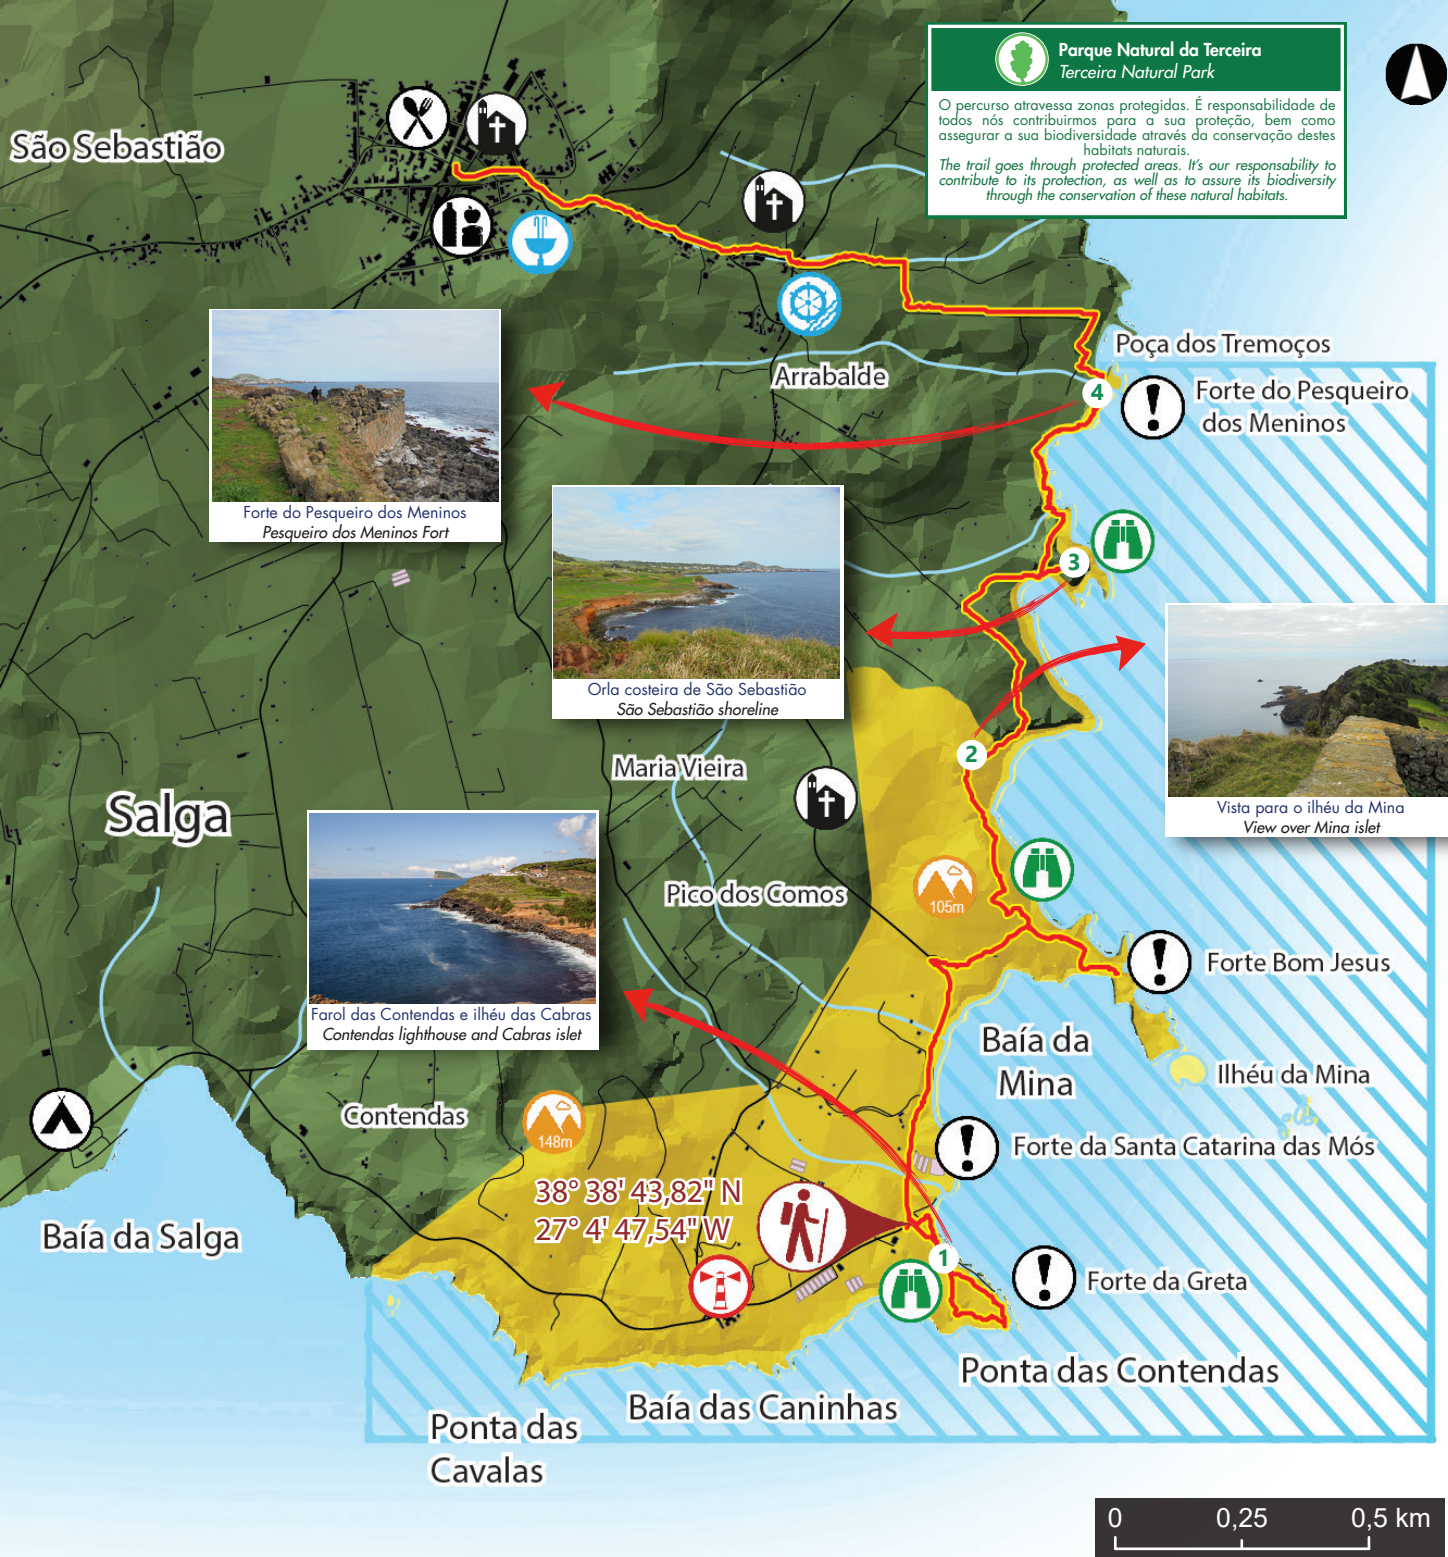 Parque Natural da Terceira
Terceira Natural Park
O percurso atravessa zonas protegidas. É responsabilidade de
todos nós contribuirmos para a sua proteção, bem como
assegurar a sua biodiversidade através da conservação destes
habitats naturais.
The trail goes through protected areas. It's our responsability to
contribute to its protection, as well as to assure its biodiversity
through the conservation of these natural habitats.
São Sebastião
Poça dos Tremoços
Arrabalde
4
Forte do Pesqueiro
dos Meninos
Forte do Pesqueiro dos Meninos
Pesqueiro dos Meninos Fort
3
Orla costeira de São Sebastião
São Sebastião shoreline
2
Maria Vieira
Vista para o ilhéu da Mina
View over Mina islet
Salga
Pico dos Comos
105m
Forte Bom Jesus
Farol das Contendas e ilhéu das Cabras
Contendas lighthouse and Cabras islet
Baía da
Mina
Ilhéu da Mina
Contendas
148m
Forte da Santa Catarina das Mós
38° 38' 43,82" N
27° 4' 47,54" W
Baía da Salga
1
Forte da Greta
Ponta das Contendas
Baía das Caninhas
Ponta das
Cavalas
0 0,25 0,5 km